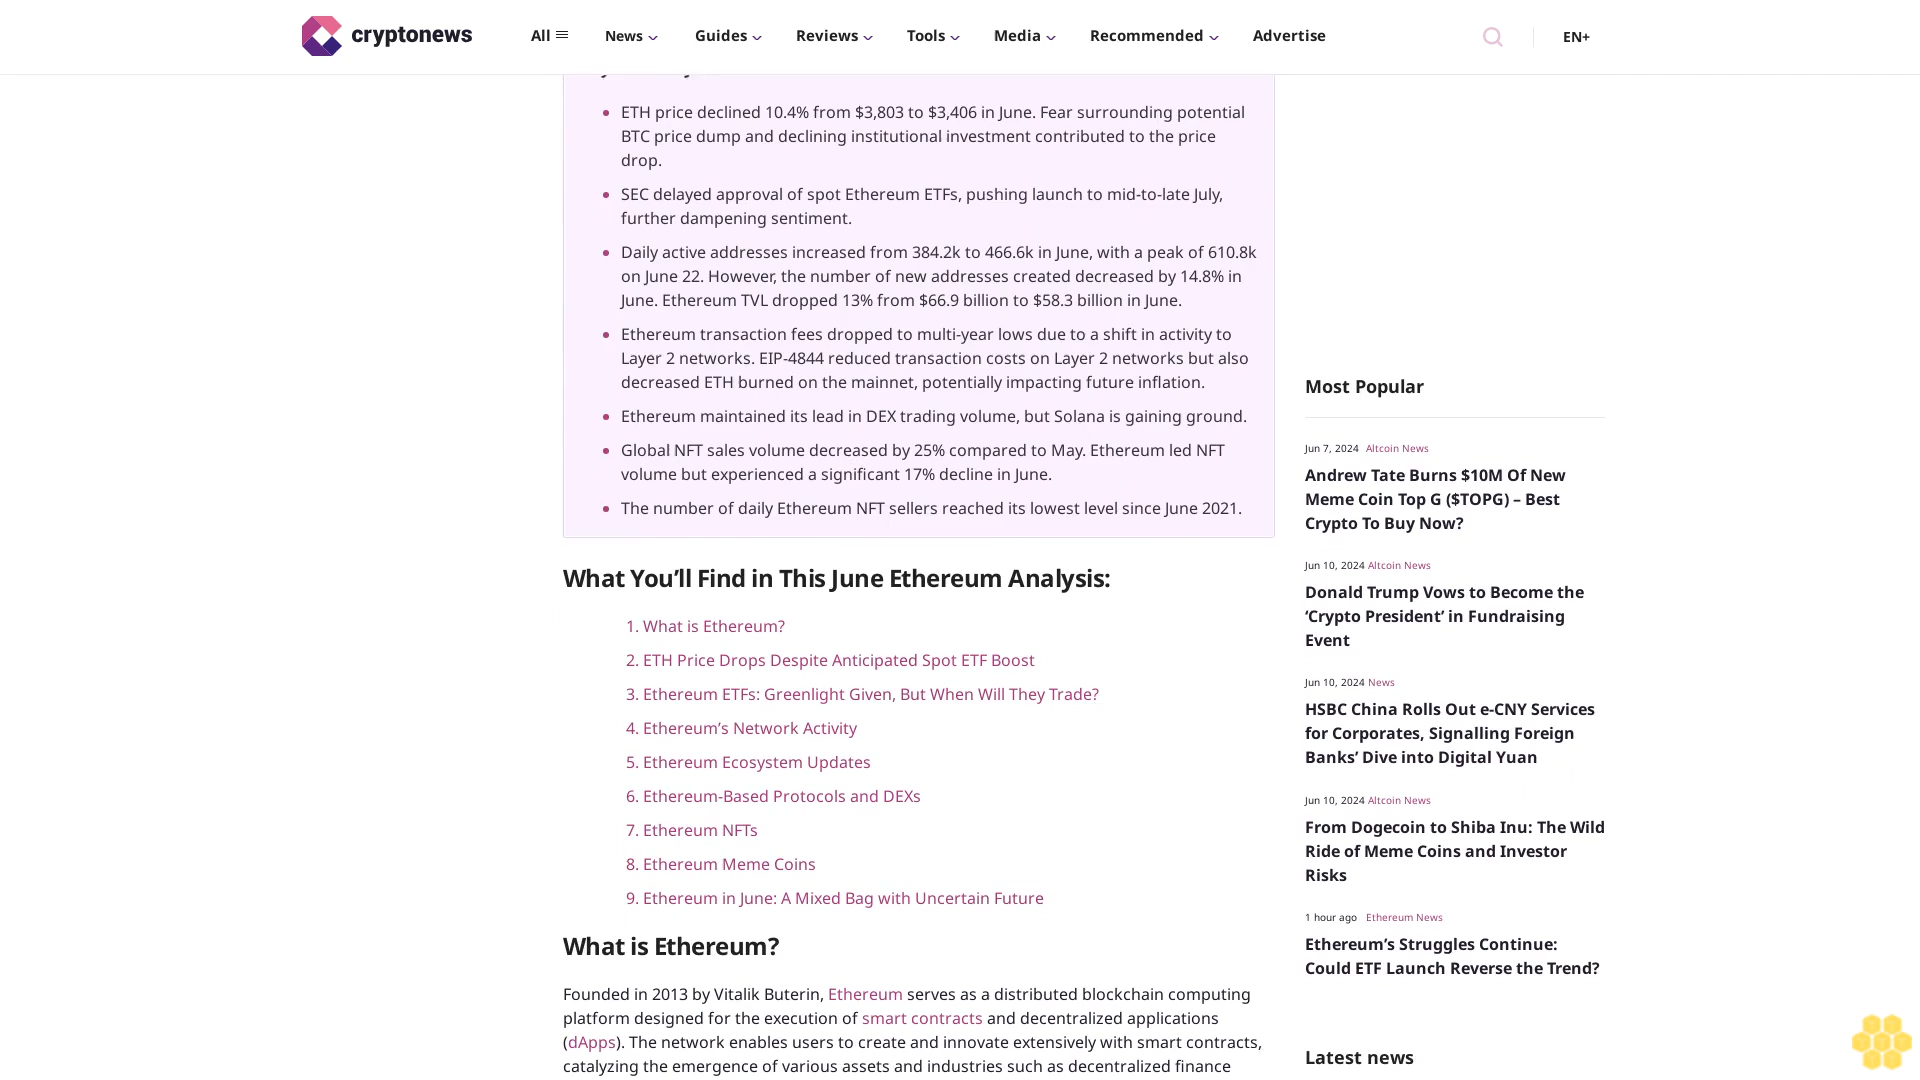 cryptonews
All
News
Guides
Reviews
Tools
Media
Recommended
Advertise
EN+
ETH price declined 10.4% from $3,803 to $3,406 in June. Fear surrounding potential
BTC price dump and declining institutional investment contributed to the price
drop.
SEC delayed approval of spot Ethereum ETFs, pushing launch to mid-to-late July,
further dampening sentiment.
Daily active addresses increased from 384.2k to 466.6k in June, with a peak of 610.8k
on June 22. However, the number of new addresses created decreased by 14.8% in
June. Ethereum TVL dropped 13% from $66.9 billion to $58.3 billion in June.
Ethereum transaction fees dropped to multi-year lows due to a shift in activity to
Layer 2 networks. EIP-4844 reduced transaction costs on Layer 2 networks but also
decreased ETH burned on the mainnet, potentially impacting future inflation.
Ethereum maintained its lead in DEX trading volume, but Solana is gaining ground.
Global NFT sales volume decreased by 25% compared to May. Ethereum led NFT
volume but experienced a significant 17% decline in June.
The number of daily Ethereum NFT sellers reached its lowest level since June 2021.
What You’ll Find in This June Ethereum Analysis:
1. What is Ethereum?
2. ETH Price Drops Despite Anticipated Spot ETF Boost
3. Ethereum ETFs: Greenlight Given, But When Will They Trade?
4. Ethereum’s Network Activity
5. Ethereum Ecosystem Updates
6. Ethereum-Based Protocols and DEXs
7. Ethereum NFTs
8. Ethereum Meme Coins
9. Ethereum in June: A Mixed Bag with Uncertain Future
What is Ethereum?
Founded in 2013 by Vitalik Buterin, Ethereum serves as a distributed blockchain computing
platform designed for the execution of smart contracts and decentralized applications
(dApps). The network enables users to create and innovate extensively with smart contracts,
catalyzing the emergence of various assets and industries such as decentralized finance
Most Popular
Jun 7, 2024 Altcoin News
Andrew Tate Burns $10M Of New
Meme Coin Top G ($TOPG) – Best
Crypto To Buy Now?
Jun 10, 2024 Altcoin News
Donald Trump Vows to Become the
‘Crypto President’ in Fundraising
Event
Jun 10, 2024 News
HSBC China Rolls Out e-CNY Services
for Corporates, Signalling Foreign
Banks’ Dive into Digital Yuan
Jun 10, 2024 Altcoin News
From Dogecoin to Shiba Inu: The Wild
Ride of Meme Coins and Investor
Risks
1 hour ago Ethereum News
Ethereum’s Struggles Continue:
Could ETF Launch Reverse the Trend?
Latest news